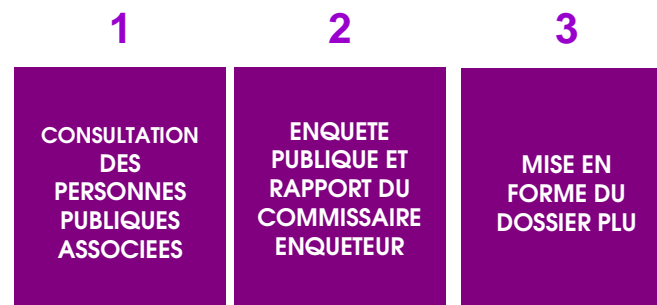 1
CONSULTATION
DES
PERSONNES
PUBLIQUES
ASSOCIEES
2
ENQUETE
PUBLIQUE ET
RAPPORT DU
COMMISSAIRE
ENQUETEUR
3
MISE EN
FORME DU
DOSSIER PLU